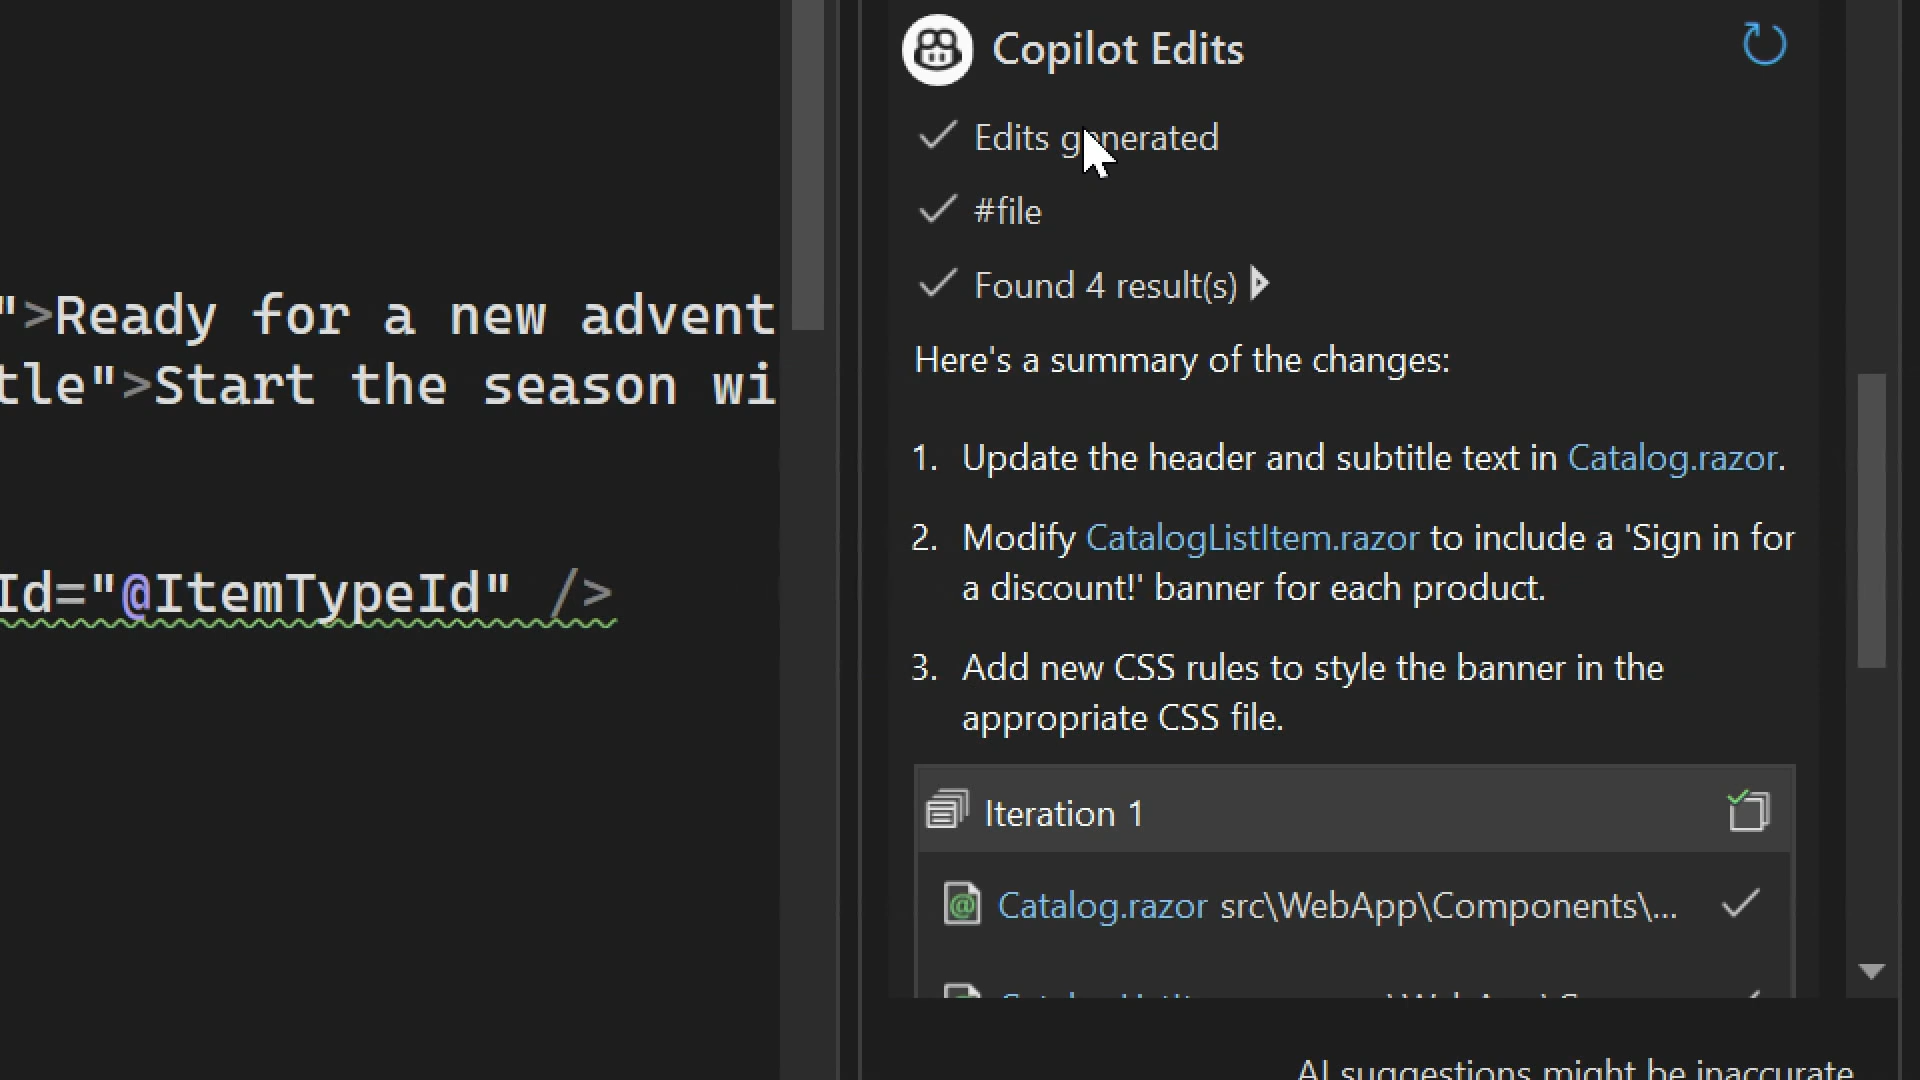 ">Ready for a new advent
tle">Start the season wi
Id="@ItemTypeId" />
Copilot Edits
Edits generated
#file
Found 4 result(s)
Here's a summary of the changes:
1. Update the header and subtitle text in Catalog.razor.
2. Modify CatalogListItem.razor to include a 'Sign in for
a discount!' banner for each product.
3. Add new CSS rules to style the banner in the
appropriate CSS file.
Iteration 1
Catalog.razor src\WebApp\Components\...
AI suggestions might be inaccurate